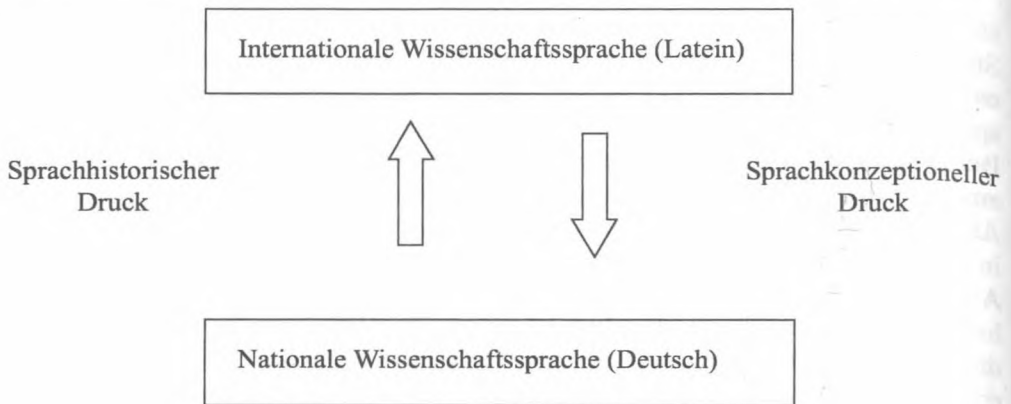 Internationale Wissenschaftssprache (Latein)
Sprachhistorischer
Druck
Sprachkonzeptioneller
Druck
Nationale Wissenschaftssprache (Deutsch)